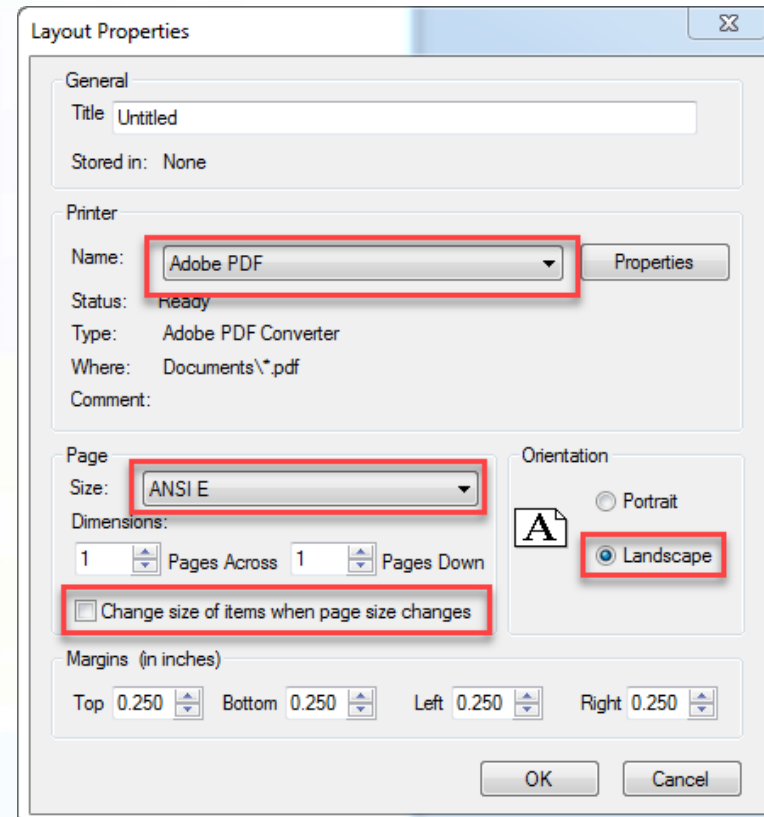 Layout Properties
General
Title Untitled
Stored in: None
Printer
Name: Adobe PDF Properties
Status: Ready
Type: Adobe PDF Converter
Where: Documents\*.pdf
Comment:
Page
Size: ANSI E
Dimensions:
1 Pages Across 1 Pages Down
Change size of items when page size changes
Orientation
A
Portrait
Landscape
Margins (in inches)
Top 0.250 Bottom 0.250 Left 0.250 Right 0.250
OK Cancel